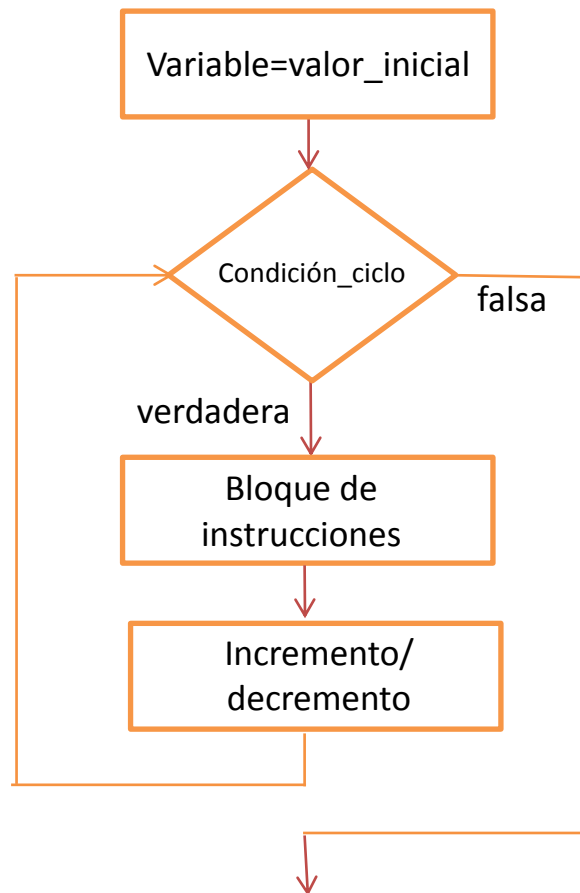 Variable=valor_inicial
Condición_ciclo
falsa
verdadera
Bloque de
instrucciones
Incremento/
decremento